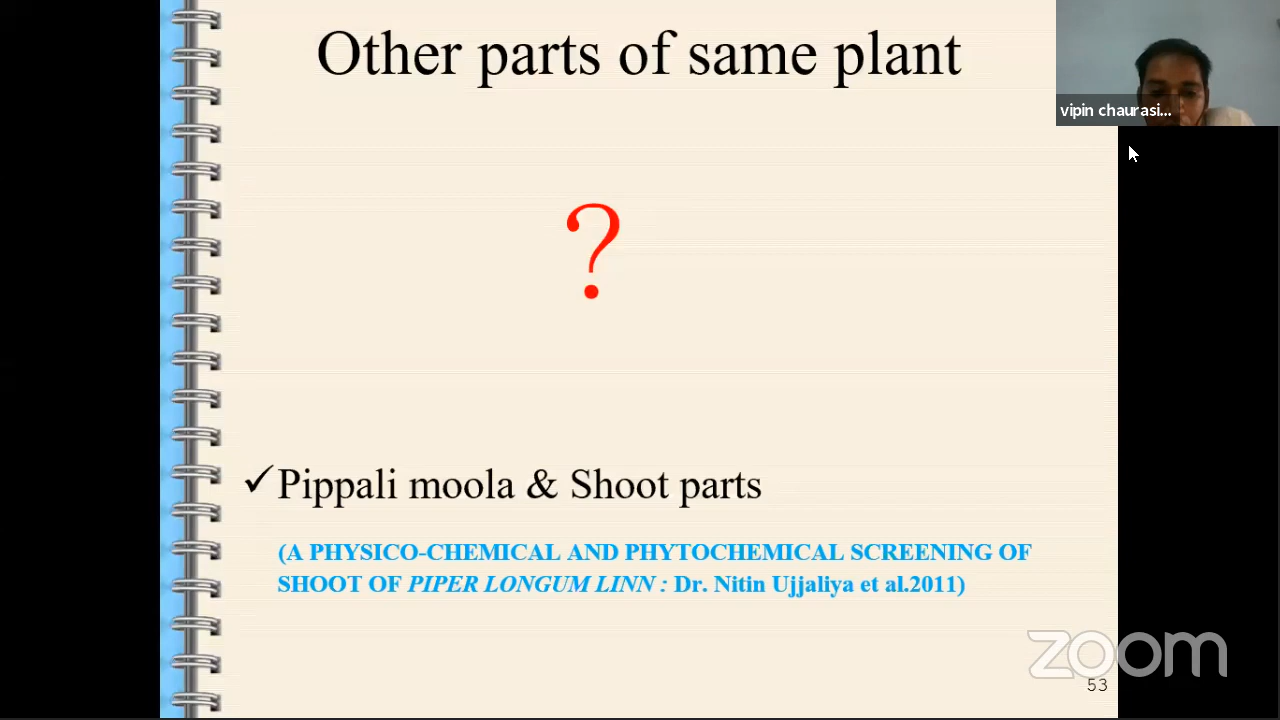 Other parts of same plant
vipin chaurasi...
?
✓Pippali moola & Shoot parts
(A PHYSICO-CHEMICAL AND PHYTOCHEMICAL SCREENING OF
SHOOT OF PIPER LONGUM LINN : Dr. Nitin Ujjaliya et al.2011)
zoom
53